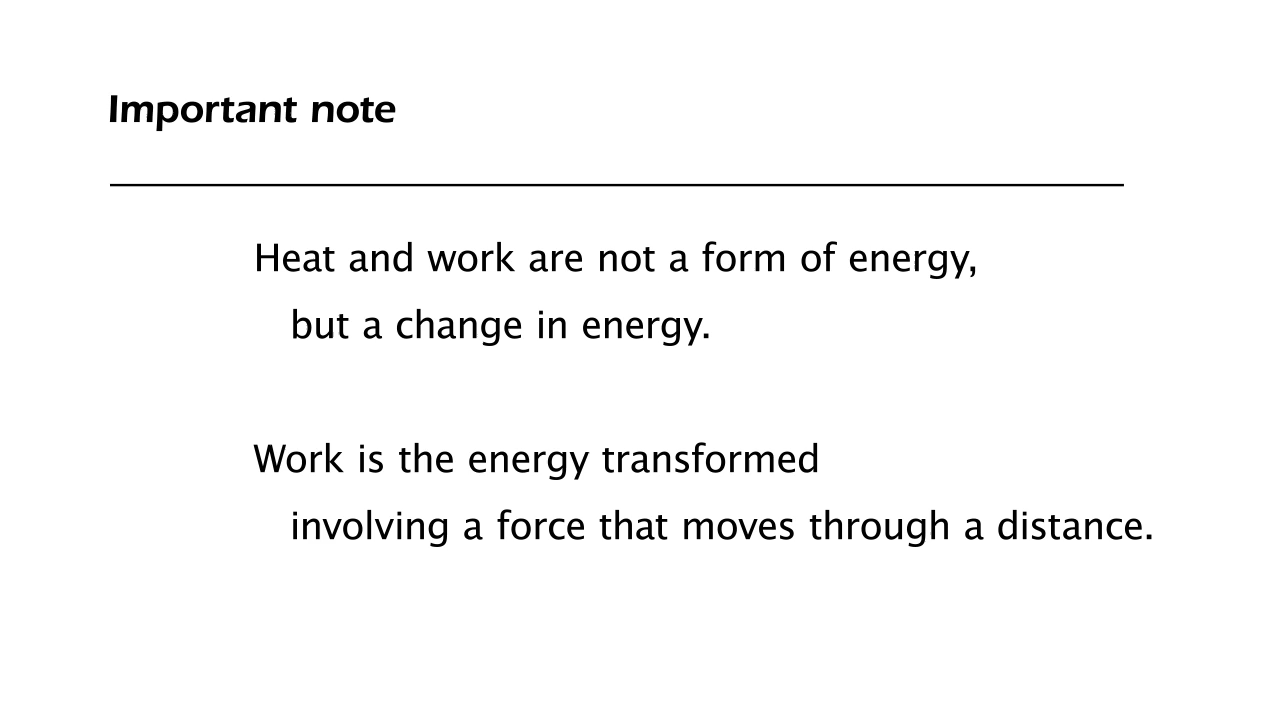 Important note
Heat and work are not a form of energy,
but a change in energy.
Work is the energy transformed
involving a force that moves through a distance.